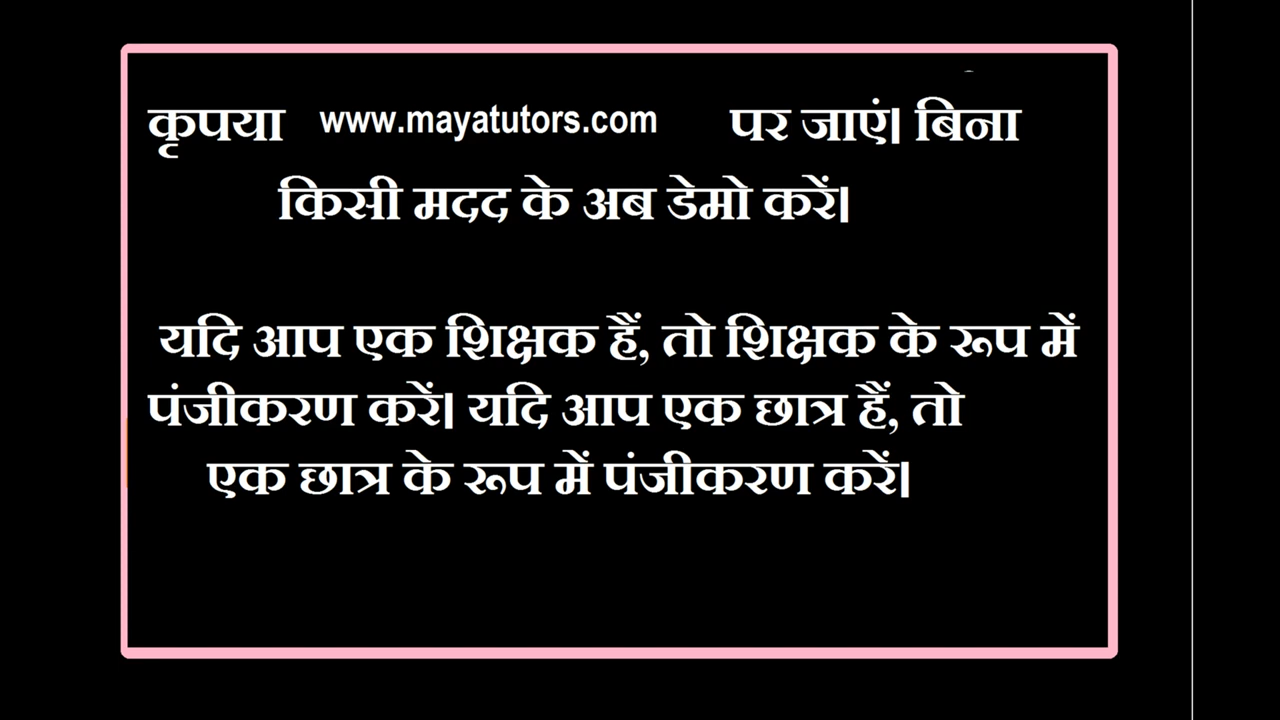 कृपया www.mayatutors.com पर जाएं। बिना
किसी मदद के अब डेमो करें।
यदि आप एक शिक्षक हैं, तो शिक्षक के रूप में
पंजीकरण करें। यदि आप एक छात्र हैं, तो
एक छात्र के रूप में पंजीकरण करें।